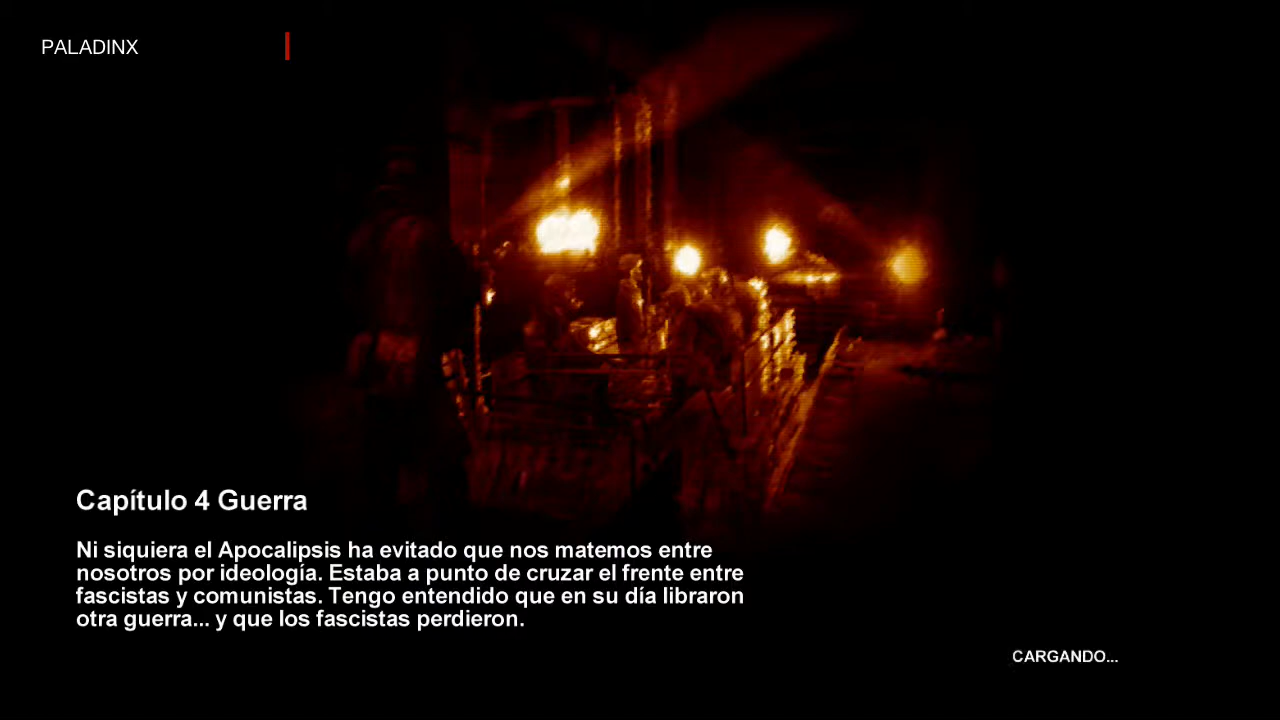 PALADINX
Capítulo 4 Guerra
Ni siquiera el Apocalipsis ha evitado que nos matemos entre
nosotros por ideología. Estaba a punto de cruzar el frente entre
fascistas y comunistas. Tengo entendido que en su día libraron
otra guerra... y que los fascistas perdieron.
CARGANDO...